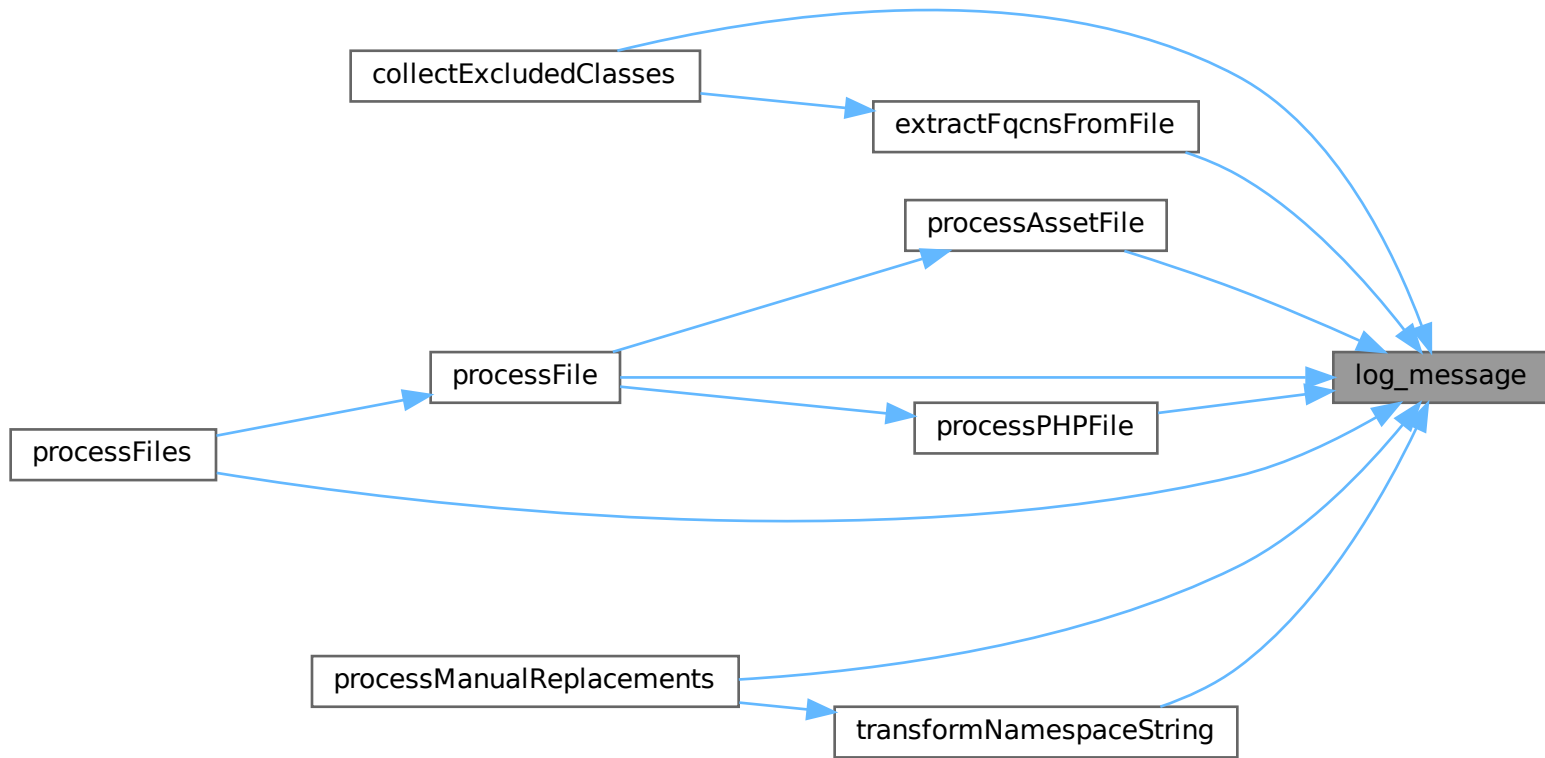 collectExcludedClasses
extractFqcnsFromFile
processAssetFile
processFile
log_message
processPHPFile
processFiles
processManualReplacements
transformNamespaceString